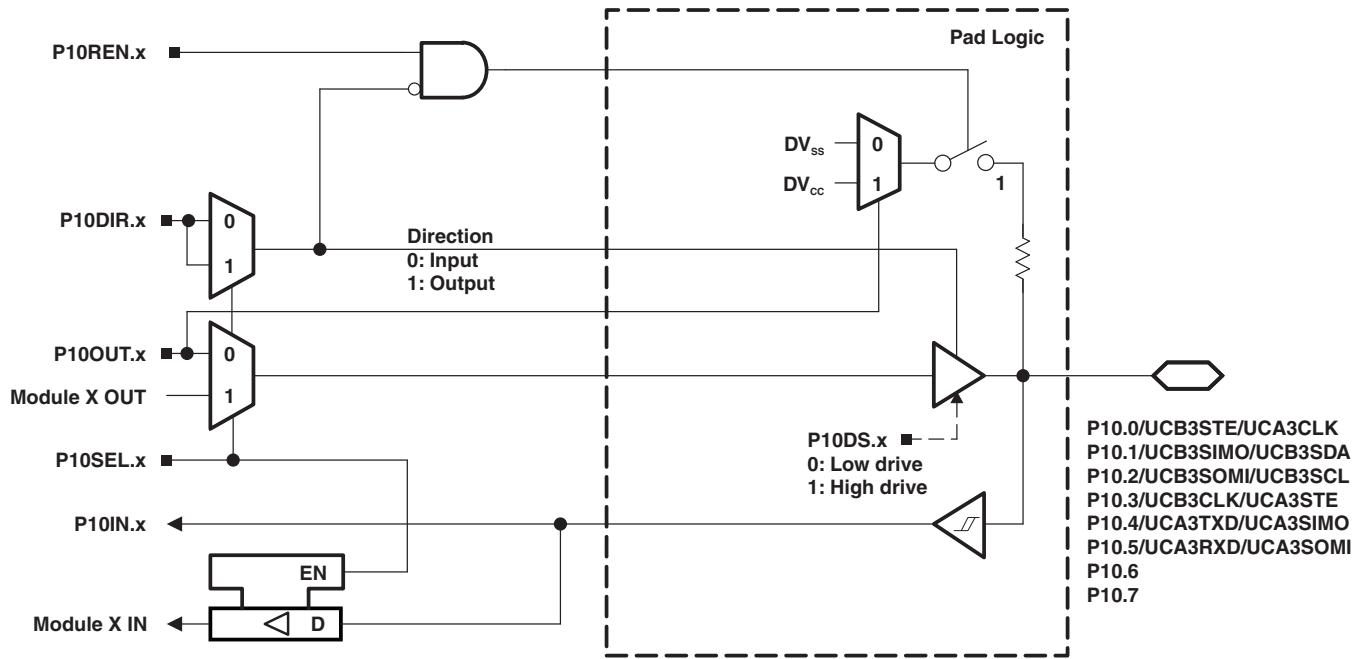 Pad Logic
P10REN.x
DVSS
0
DVCC
1
1
P10DIR.x
0
1
Direction
0: Input
1: Output
P10OUT.x
0
Module X OUT
1
P10DS.x
0: Low drive
1: High drive
P10SEL.x
P10IN.x
EN
Module X IN
D
P10.0/UCB3STE/UCA3CLK
P10.1/UCB3SIMO/UCB3SDA
P10.2/UCB3SOMI/UCB3SCL
P10.3/UCB3CLK/UCA3STE
P10.4/UCA3TXD/UCA3SIMO
P10.5/UCA3RXD/UCA3SOMI
P10.6
P10.7